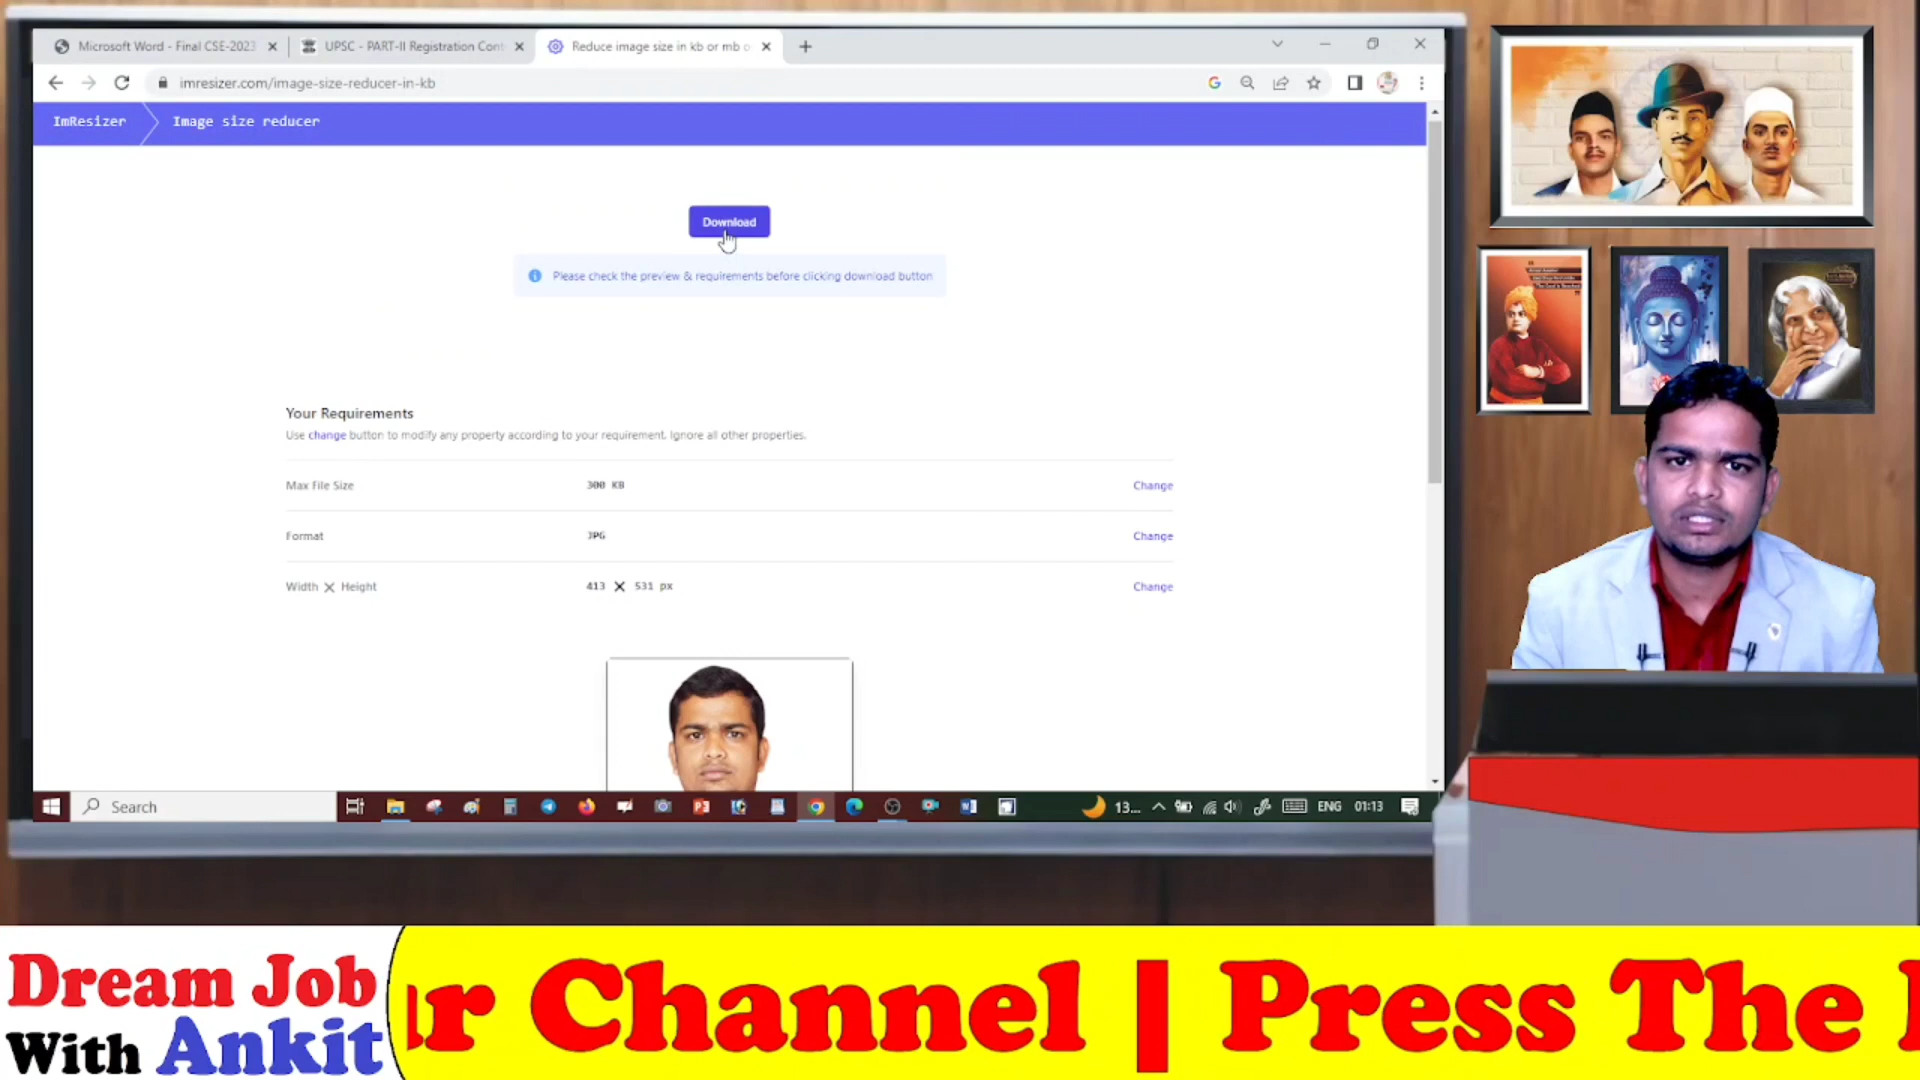 Microsoft Word - Final CSE-2023
UPSC - PART-II Registration Cont
Reduce image size in kb or mb o
imresizer.com/image-size-reducer-in-kb
ImResizer
Image size reducer
Download
Please check the preview & requirements before clicking download button
Your Requirements
Use change button to modify any property according to your requirement. Ignore all other properties.
Max File Size 300 KB Change
Format JPG Change
Width X Height 413 X 531 px Change
Search
13... ENG 01:13
Dream Job
With Ankit
ur Channel | Press The